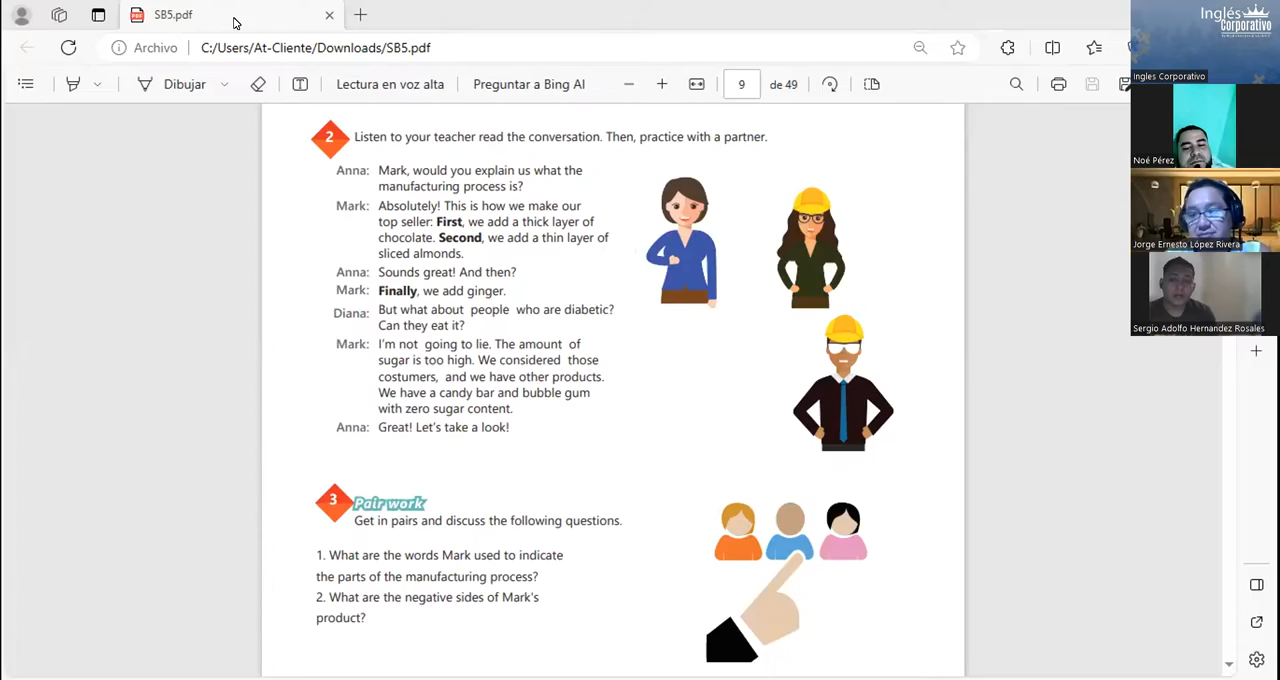 SB5.pdf
Archivo C:/Users/At-Cliente/Downloads/SB5.pdf
Dibujar Lectura en voz alta Preguntar a Bing AI 9 de 49
2 Listen to your teacher read the conversation. Then, practice with a partner.
Anna: Mark, would you explain us what the
manufacturing process is?
Mark: Absolutely! This is how we make our
top seller: First, we add a thick layer of
chocolate. Second, we add a thin layer of
sliced almonds.
Anna: Sounds great! And then?
Mark: Finally, we add ginger.
Diana: But what about people who are diabetic?
Can they eat it?
Mark: I'm not going to lie. The amount of
sugar is too high. We considered those
costumers, and we have other products.
We have a candy bar and bubble gum
with zero sugar content.
Anna: Great! Let's take a look!
3 Pair work
Get in pairs and discuss the following questions.
1. What are the words Mark used to indicate
the parts of the manufacturing process?
2. What are the negative sides of Mark's
product?
Inglés
Corporativo
Ingles Corporativo
Noé Pérez
Jorge Ernesto López Rivera
Sergio Adolfo Hernandez Rosales